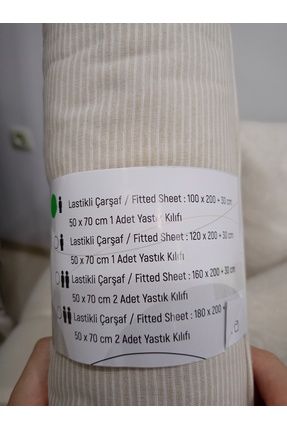 Lastikli Çarşaf / Fitted Sheet : 100 x 200 + 30 cm
50 x 70 cm 1 Adet Yastık Kılıfı
Lastikli Çarşaf / Fitted Sheet : 120 x 200 + 30 cm
50 x 70 cm 1 Adet Yastık Kılıfı
Lastikli Çarşaf / Fitted Sheet : 160 x 200 + 30 cm
50 x 70 cm 2 Adet Yastık Kılıfı
Lastikli Çarşaf / Fitted Sheet : 180 x 200
50 x 70 cm 2 Adet Yastık Kılıfı